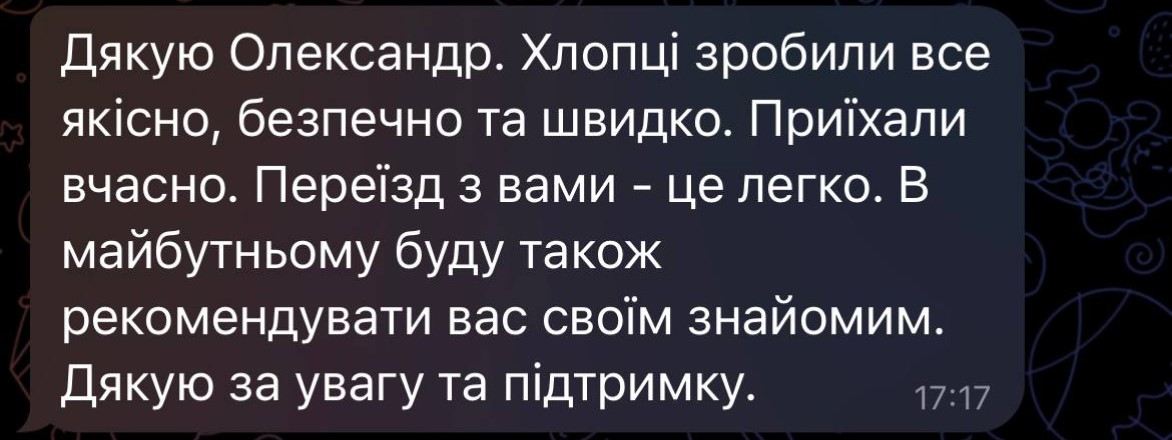 Дякую Олександр. Хлопці зробили все
якісно, безпечно та швидко. Приїхали
вчасно. Переїзд з вами - це легко. В
майбутньому буду також
рекомендувати вас своїм знайомим.
Дякую за увагу та підтримку.
17:17